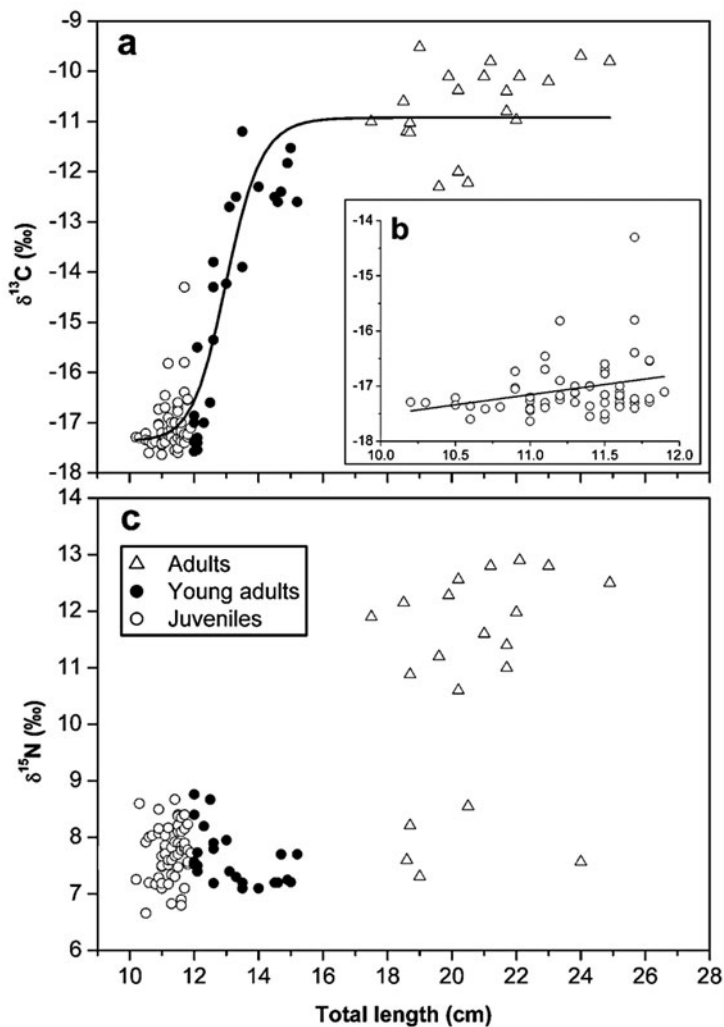 a
-9
-10
-11
-12
-13
-14
-15
-16
-17
-18
δ¹³C (‰)
b
-14
-15
-16
-17
-18
10.0 10.5 11.0 11.5 12.0
c
14
13
12
11
10
9
8
7
6
δ¹⁵N (‰)
Adults
Young adults
Juveniles
10 12 14 16 18 20 22 24 26 28
Total length (cm)